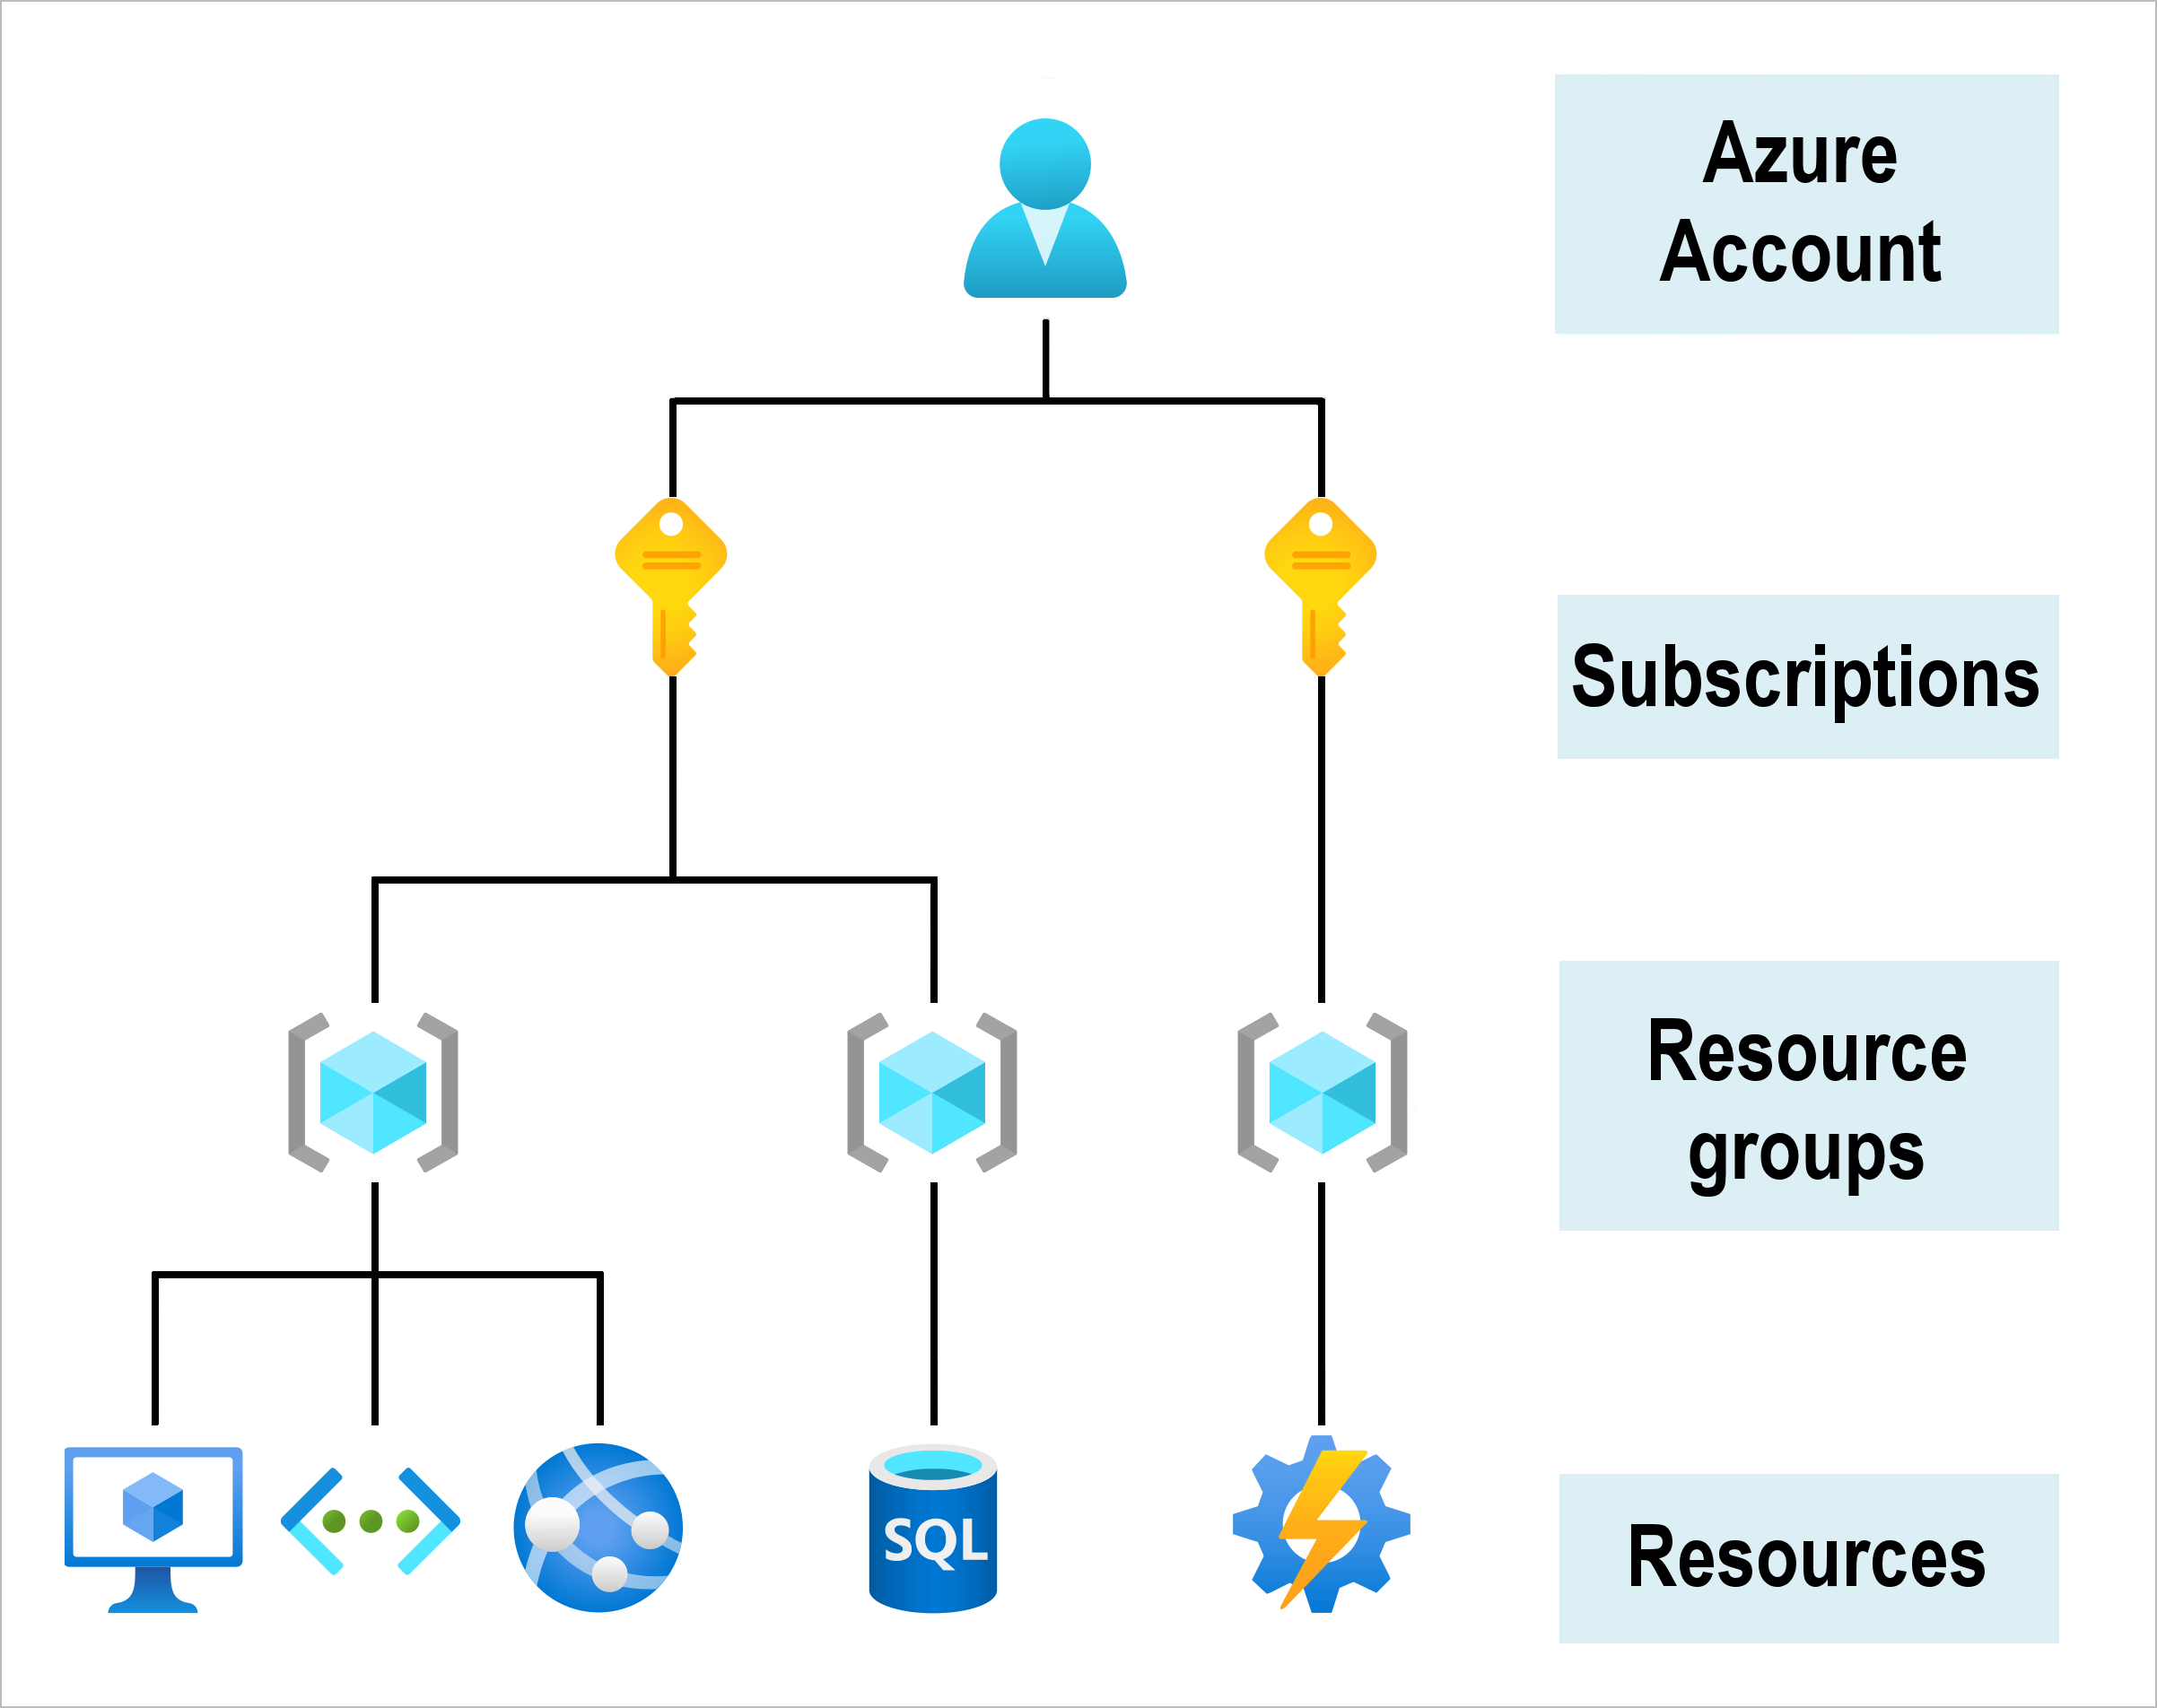 Azure
Account
Subscriptions
Resource
groups
SQL
Resources